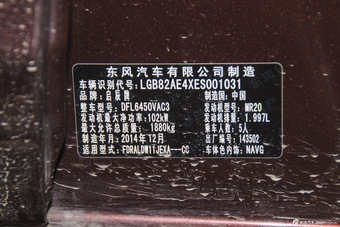 东风汽车有限公司制造
车辆识别代号: LGB82AE4XES001031
品牌: 启辰牌 制造国: 中国
整车型号: DFL6450VAC3 发动机型号: MR20
发动机最大净功率: 102kW 发动机排量: 1.997L
最大允许总质量: 1880kg 乘坐人数: 5人
制造年月: 2014年12月 出厂编号: 143502
适用型式: FDRALDW11JEXA---CC 车体色内饰: NAVG